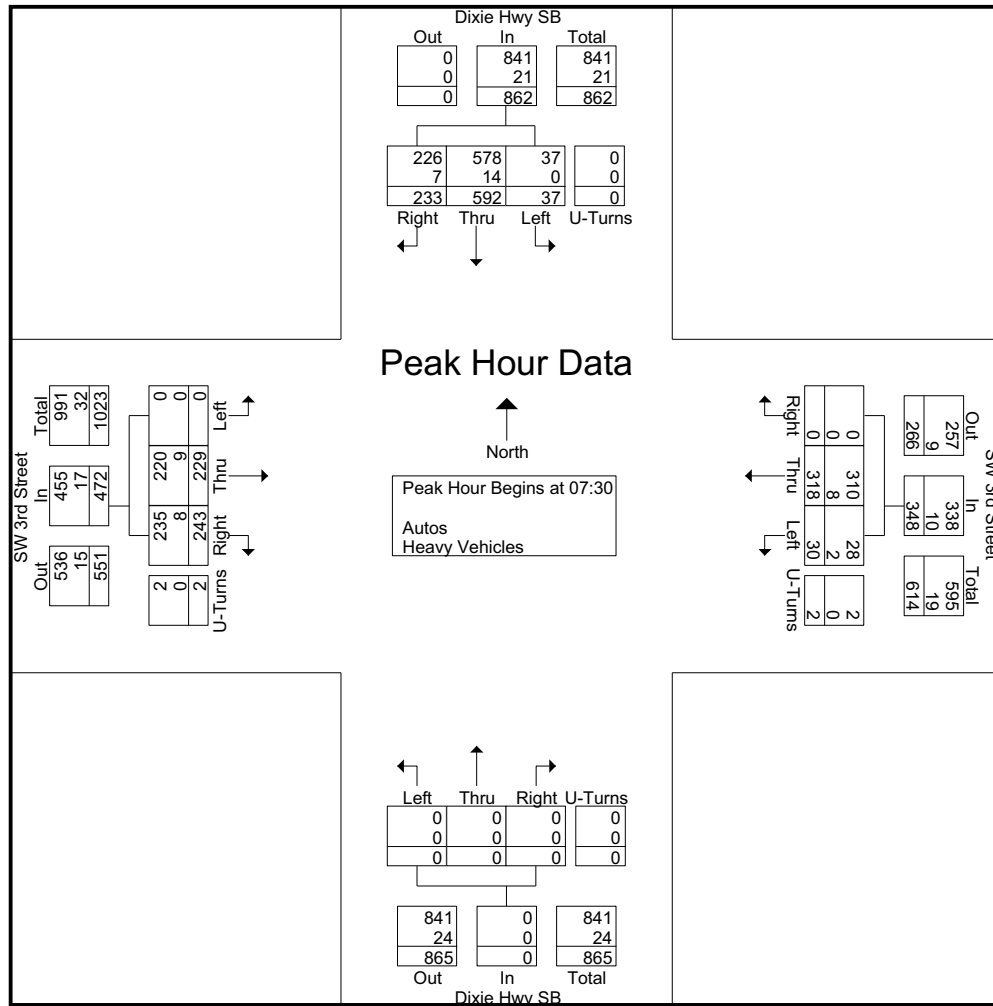 Dixie Hwy SB
Out In Total
0 841 841
0 21 21
0 862 862
226 578 37 0
7 14 0 0
233 592 37 0
Right Thru Left U-Turns
Peak Hour Data
North
Peak Hour Begins at 07:30
Autos
Heavy Vehicles
SW 3rd Street
Out In Total
536 455 991
15 17 32
551 472 1023
2 235 220 0
0 8 9 0
2 243 229 0
U-Turns Right Thru Left
SW 3rd Street
Out In Total
257 338 595
9 10 19
266 348 614
0 310 28 2
0 8 2 0
0 318 30 2
Right Thru Left U-Turns
Left Thru Right U-Turns
0 0 0 0
0 0 0 0
0 0 0 0
841 0 841
24 0 24
865 0 865
Out In Total
Dixie Hwy SB